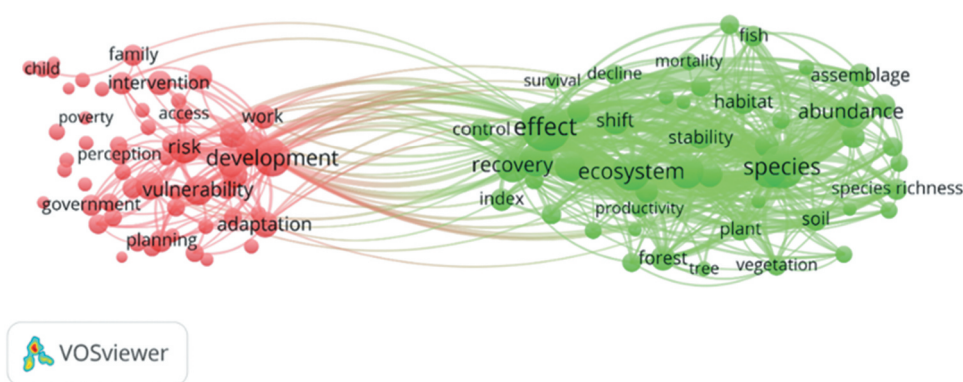 fish
family
child
intervention
survival
decline
mortality
assemblage
poverty
access
work
habitat
abundance
control
effect
shift
stability
perception
risk
development
recovery
ecosystem
species
vulnerability
species richness
government
index
productivity
soil
adaptation
plant
planning
forest
tree
vegetation
VOSviewer